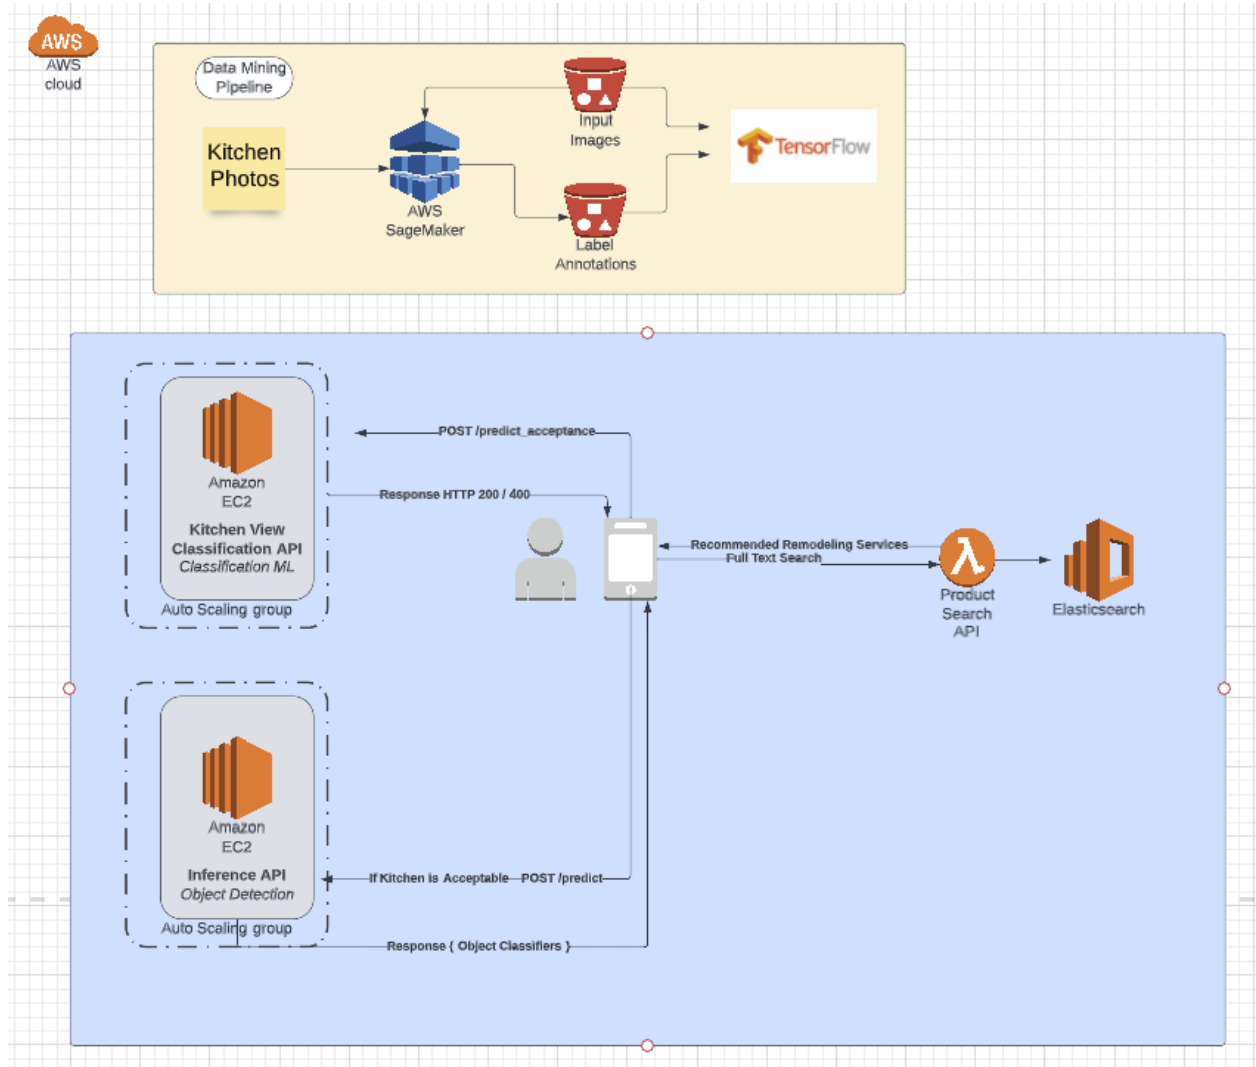 AWS
AWS
cloud
Data Mining
Pipeline
Kitchen
Photos
AWS
SageMaker
Input
Images
Label
Annotations
TensorFlow
Amazon
EC2
Kitchen View
Classification API
Classification ML
Auto Scaling group
POST /predict_acceptance
Response HTTP 200 / 400
Recommended Remodeling Services
Full Text Search
Product
Search
API
Elasticsearch
Amazon
EC2
Inference API
Object Detection
Auto Scaling group
If Kitchen is Acceptable POST /predict
Response { Object Classifiers }